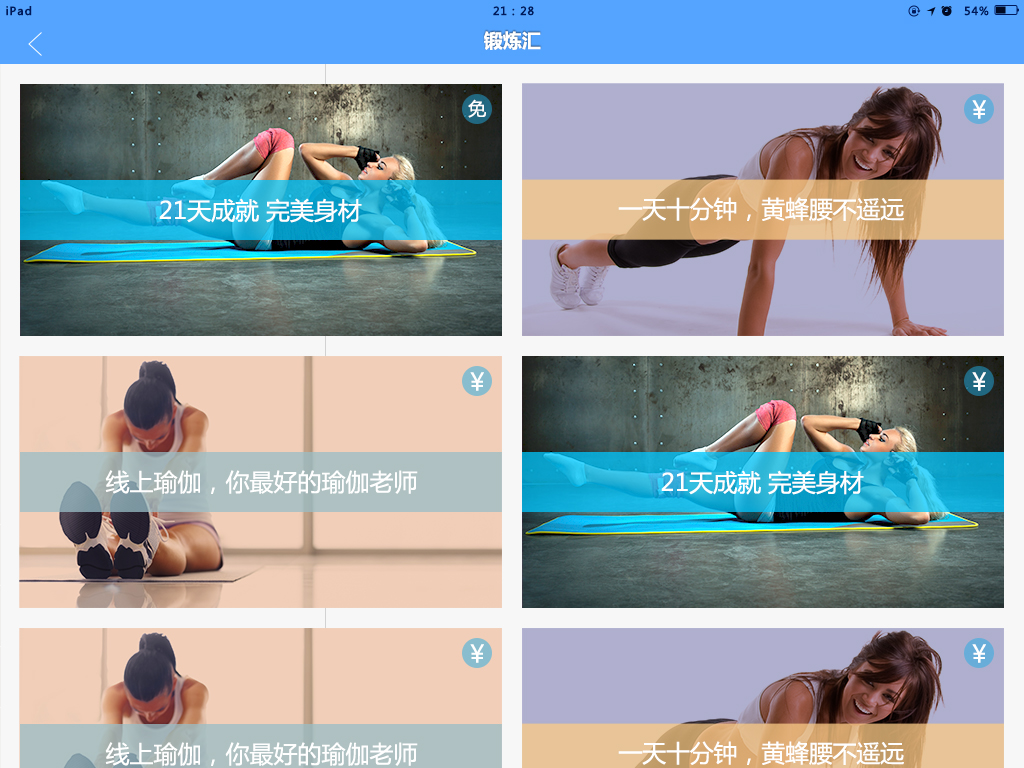 iPad
21：28
54%
锻炼汇
免
¥
21天成就 完美身材
一天十分钟，黄蜂腰不遥远
¥
¥
线上瑜伽，你最好的瑜伽老师
21天成就 完美身材
¥
¥
线上瑜伽，你最好的瑜伽老师
一天十分钟，黄蜂腰不遥远